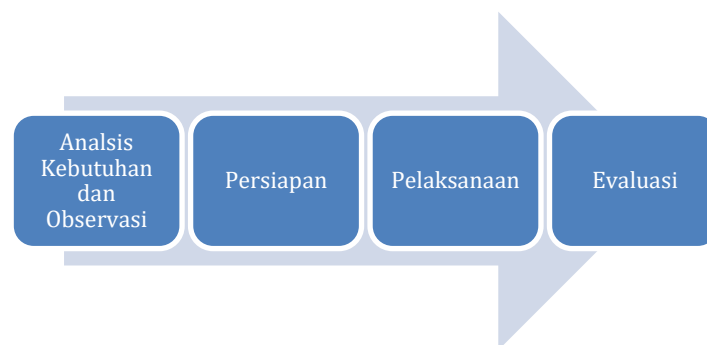 Analsis
Kebutuhan
dan
Observasi
Persiapan
Pelaksanaan
Evaluasi